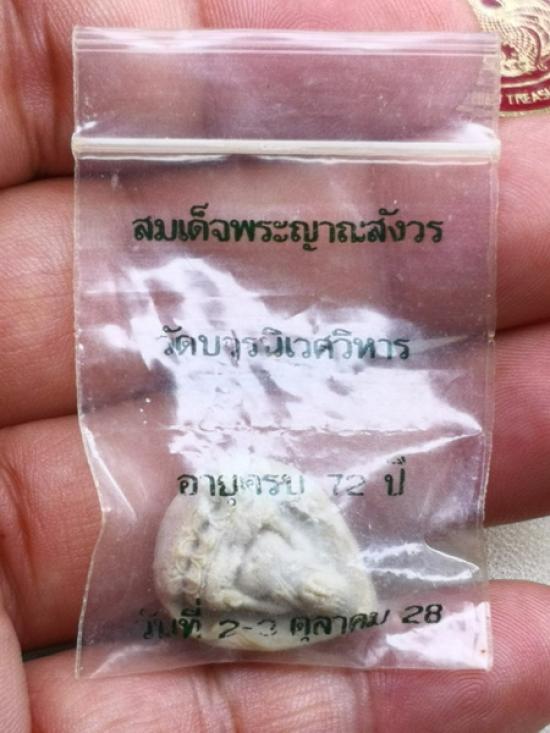 TREAS
สมเด็จพระญาณสังวร
วัดบวรนิเวศวิหาร
อายุครบ 72 ปี
วันที่ 2-3 ตุลาคม 28